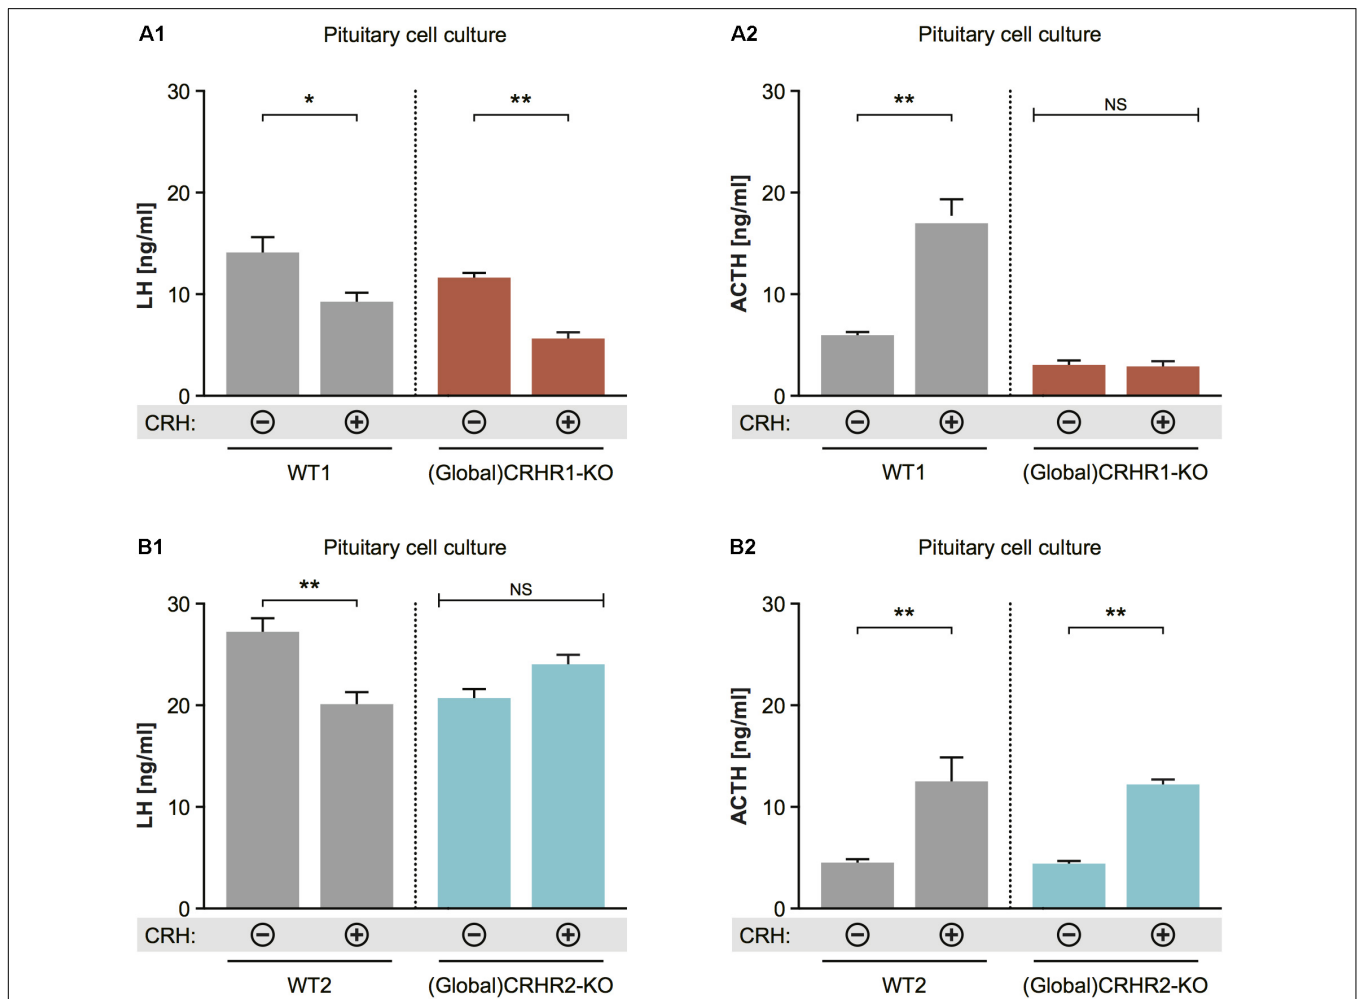 A1 Pituitary cell culture
30
* **
20
LH [ng/ml]
10
0
CRH: − + − +
WT1 (Global)CRHR1-KO
A2 Pituitary cell culture
30
** NS
20
ACTH [ng/ml]
10
0
CRH: − + − +
WT1 (Global)CRHR1-KO
B1 Pituitary cell culture
** NS
30
20
LH [ng/ml]
10
0
CRH: − + − +
WT2 (Global)CRHR2-KO
B2 Pituitary cell culture
30
** **
20
ACTH [ng/ml]
10
0
CRH: − + − +
WT2 (Global)CRHR2-KO